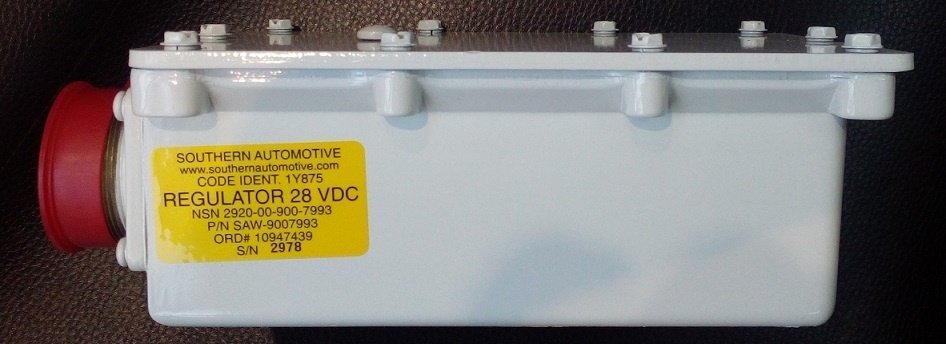 SOUTHERN AUTOMOTIVE
www.southernautomotive.com
CODE IDENT. 1Y875
REGULATOR 28 VDC
NSN 2920-00-900-7993
P/N SAW-9007993
ORD# 10947439
S/N 2978